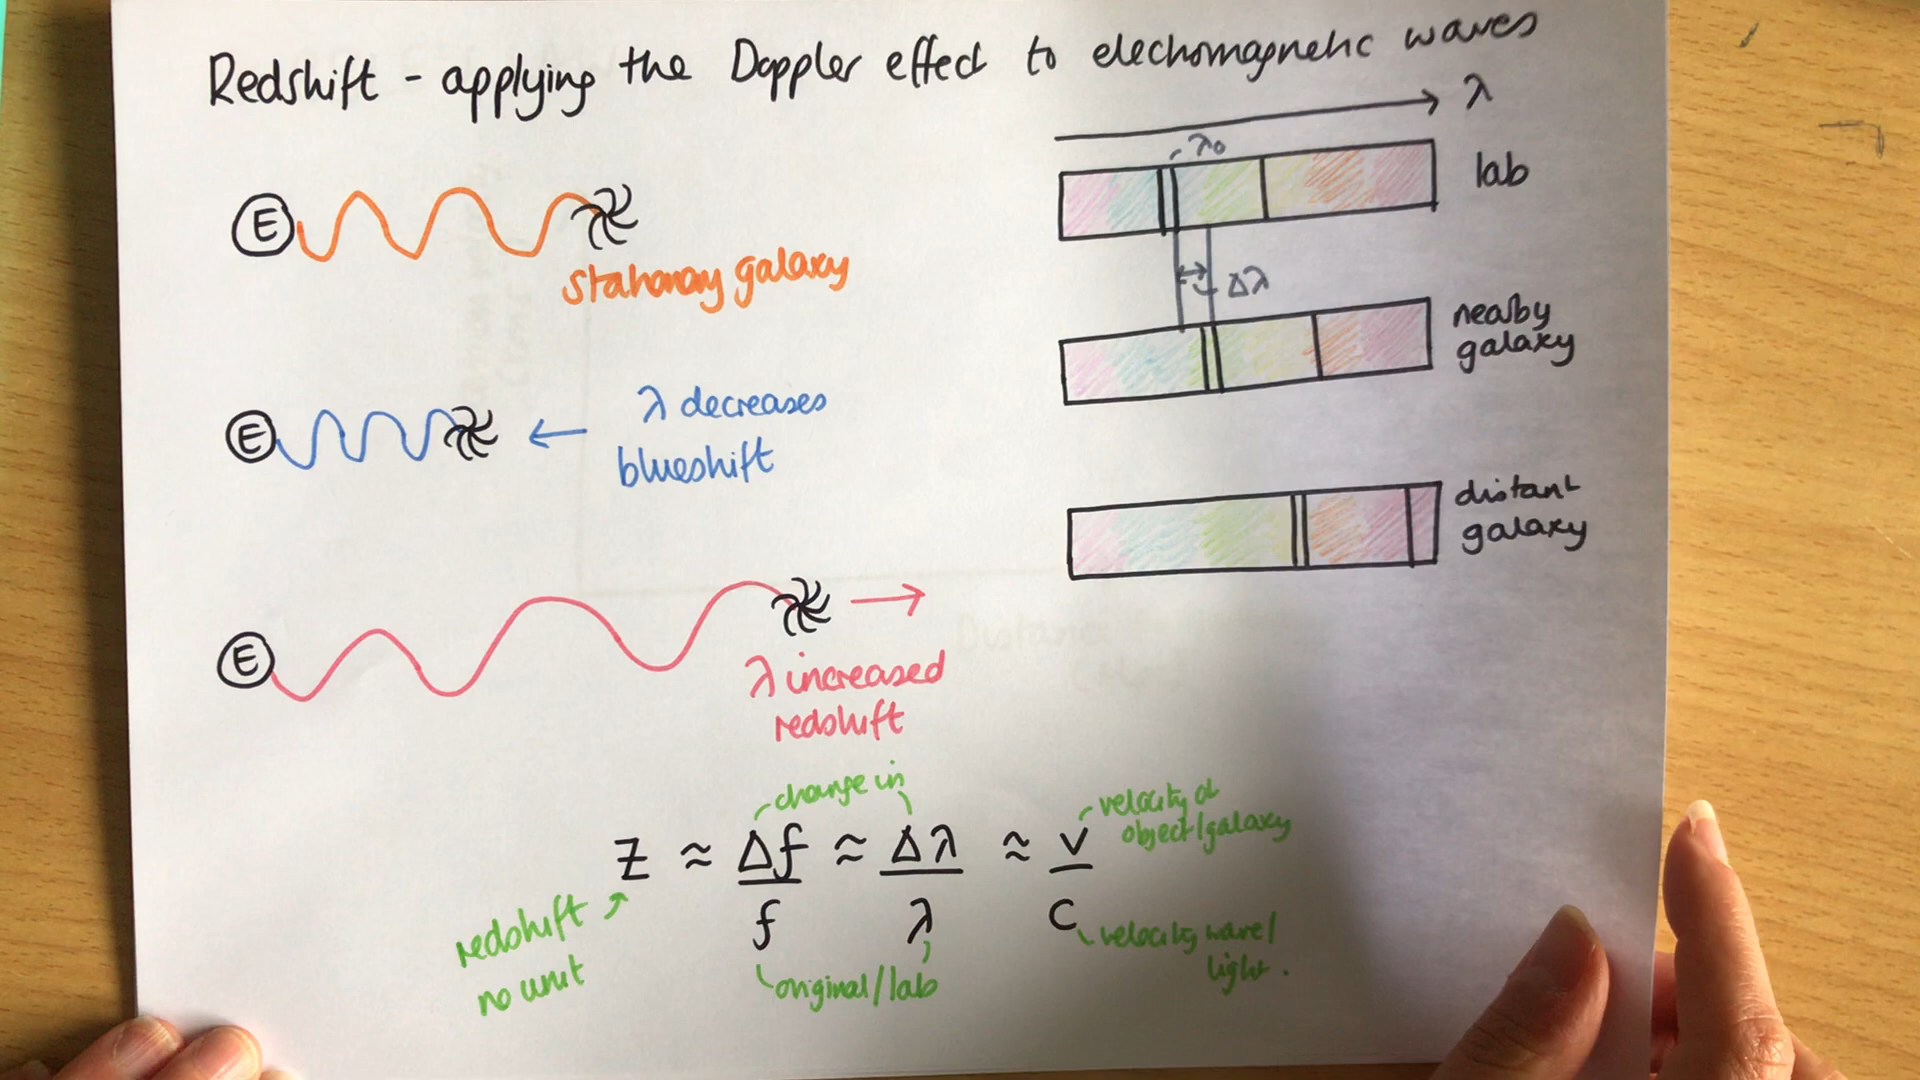 Redshift - applying the Doppler effect to electromagnetic waves
λ
λ₀
lab
E
stationary galaxy
Δλ
nearby
galaxy
E
← λ decreases
blueshift
distant
galaxy
E
→
λ increased
redshift
change in
velocity of
object/galaxy
Z ≈ Δf/f ≈ Δλ/λ ≈ v/c
redshift
no unit
original/lab
velocity wave/
light.